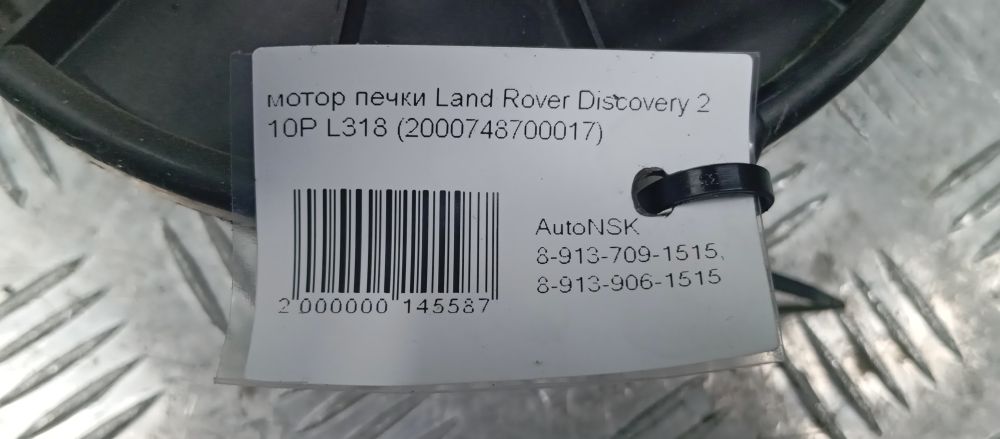 мотор печки Land Rover Discovery 2
10P L318 (2000748700017)
AutoNSK
8-913-709-1515,
8-913-906-1515
2 000000 145587